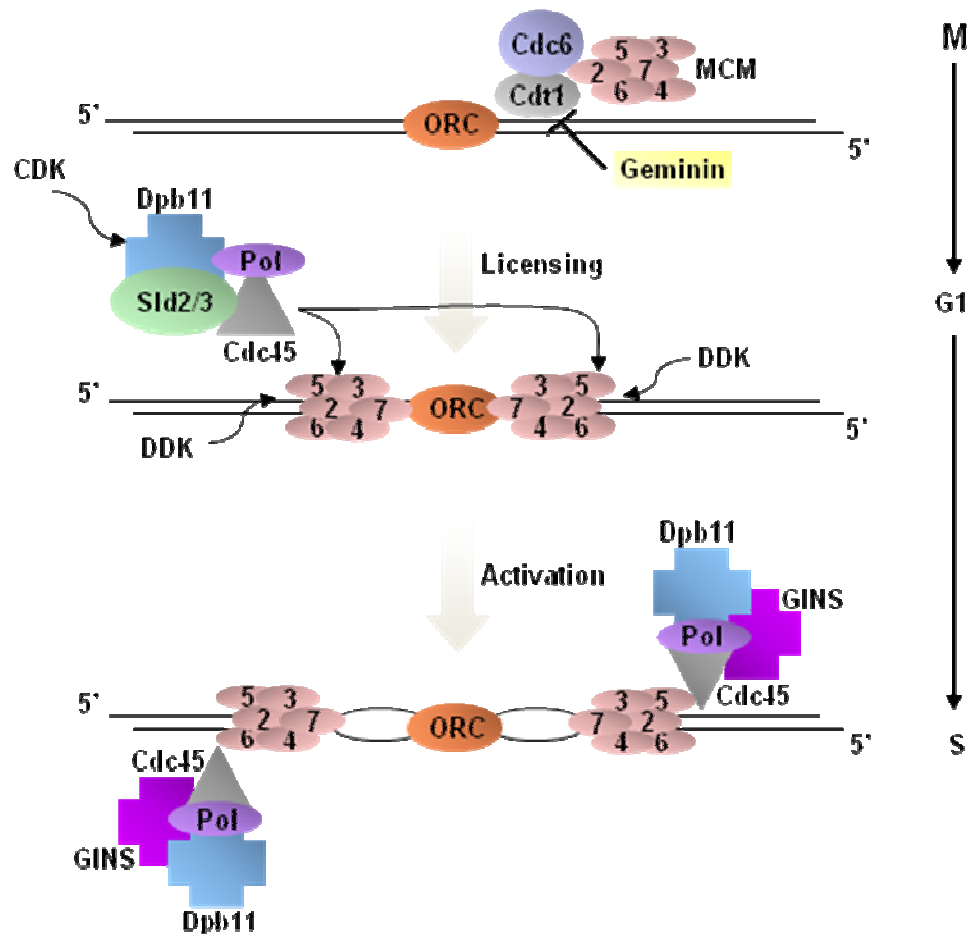 M
Cdc6
5 3
2 7
MCM
Cdt1
6 4
5'
ORC
5'
Geminin
CDK
Dpb11
Pol
Licensing
Sld2/3
G1
Cdc45
DDK
5'
5 3
3 5
2 7
ORC
7 2
6 4
4 6
5'
DDK
Dpb11
Activation
GINS
Pol
Cdc45
5'
5 3
3 5
2 7
ORC
7 2
6 4
4 6
5'
S
Cdc45
Pol
GINS
Dpb11